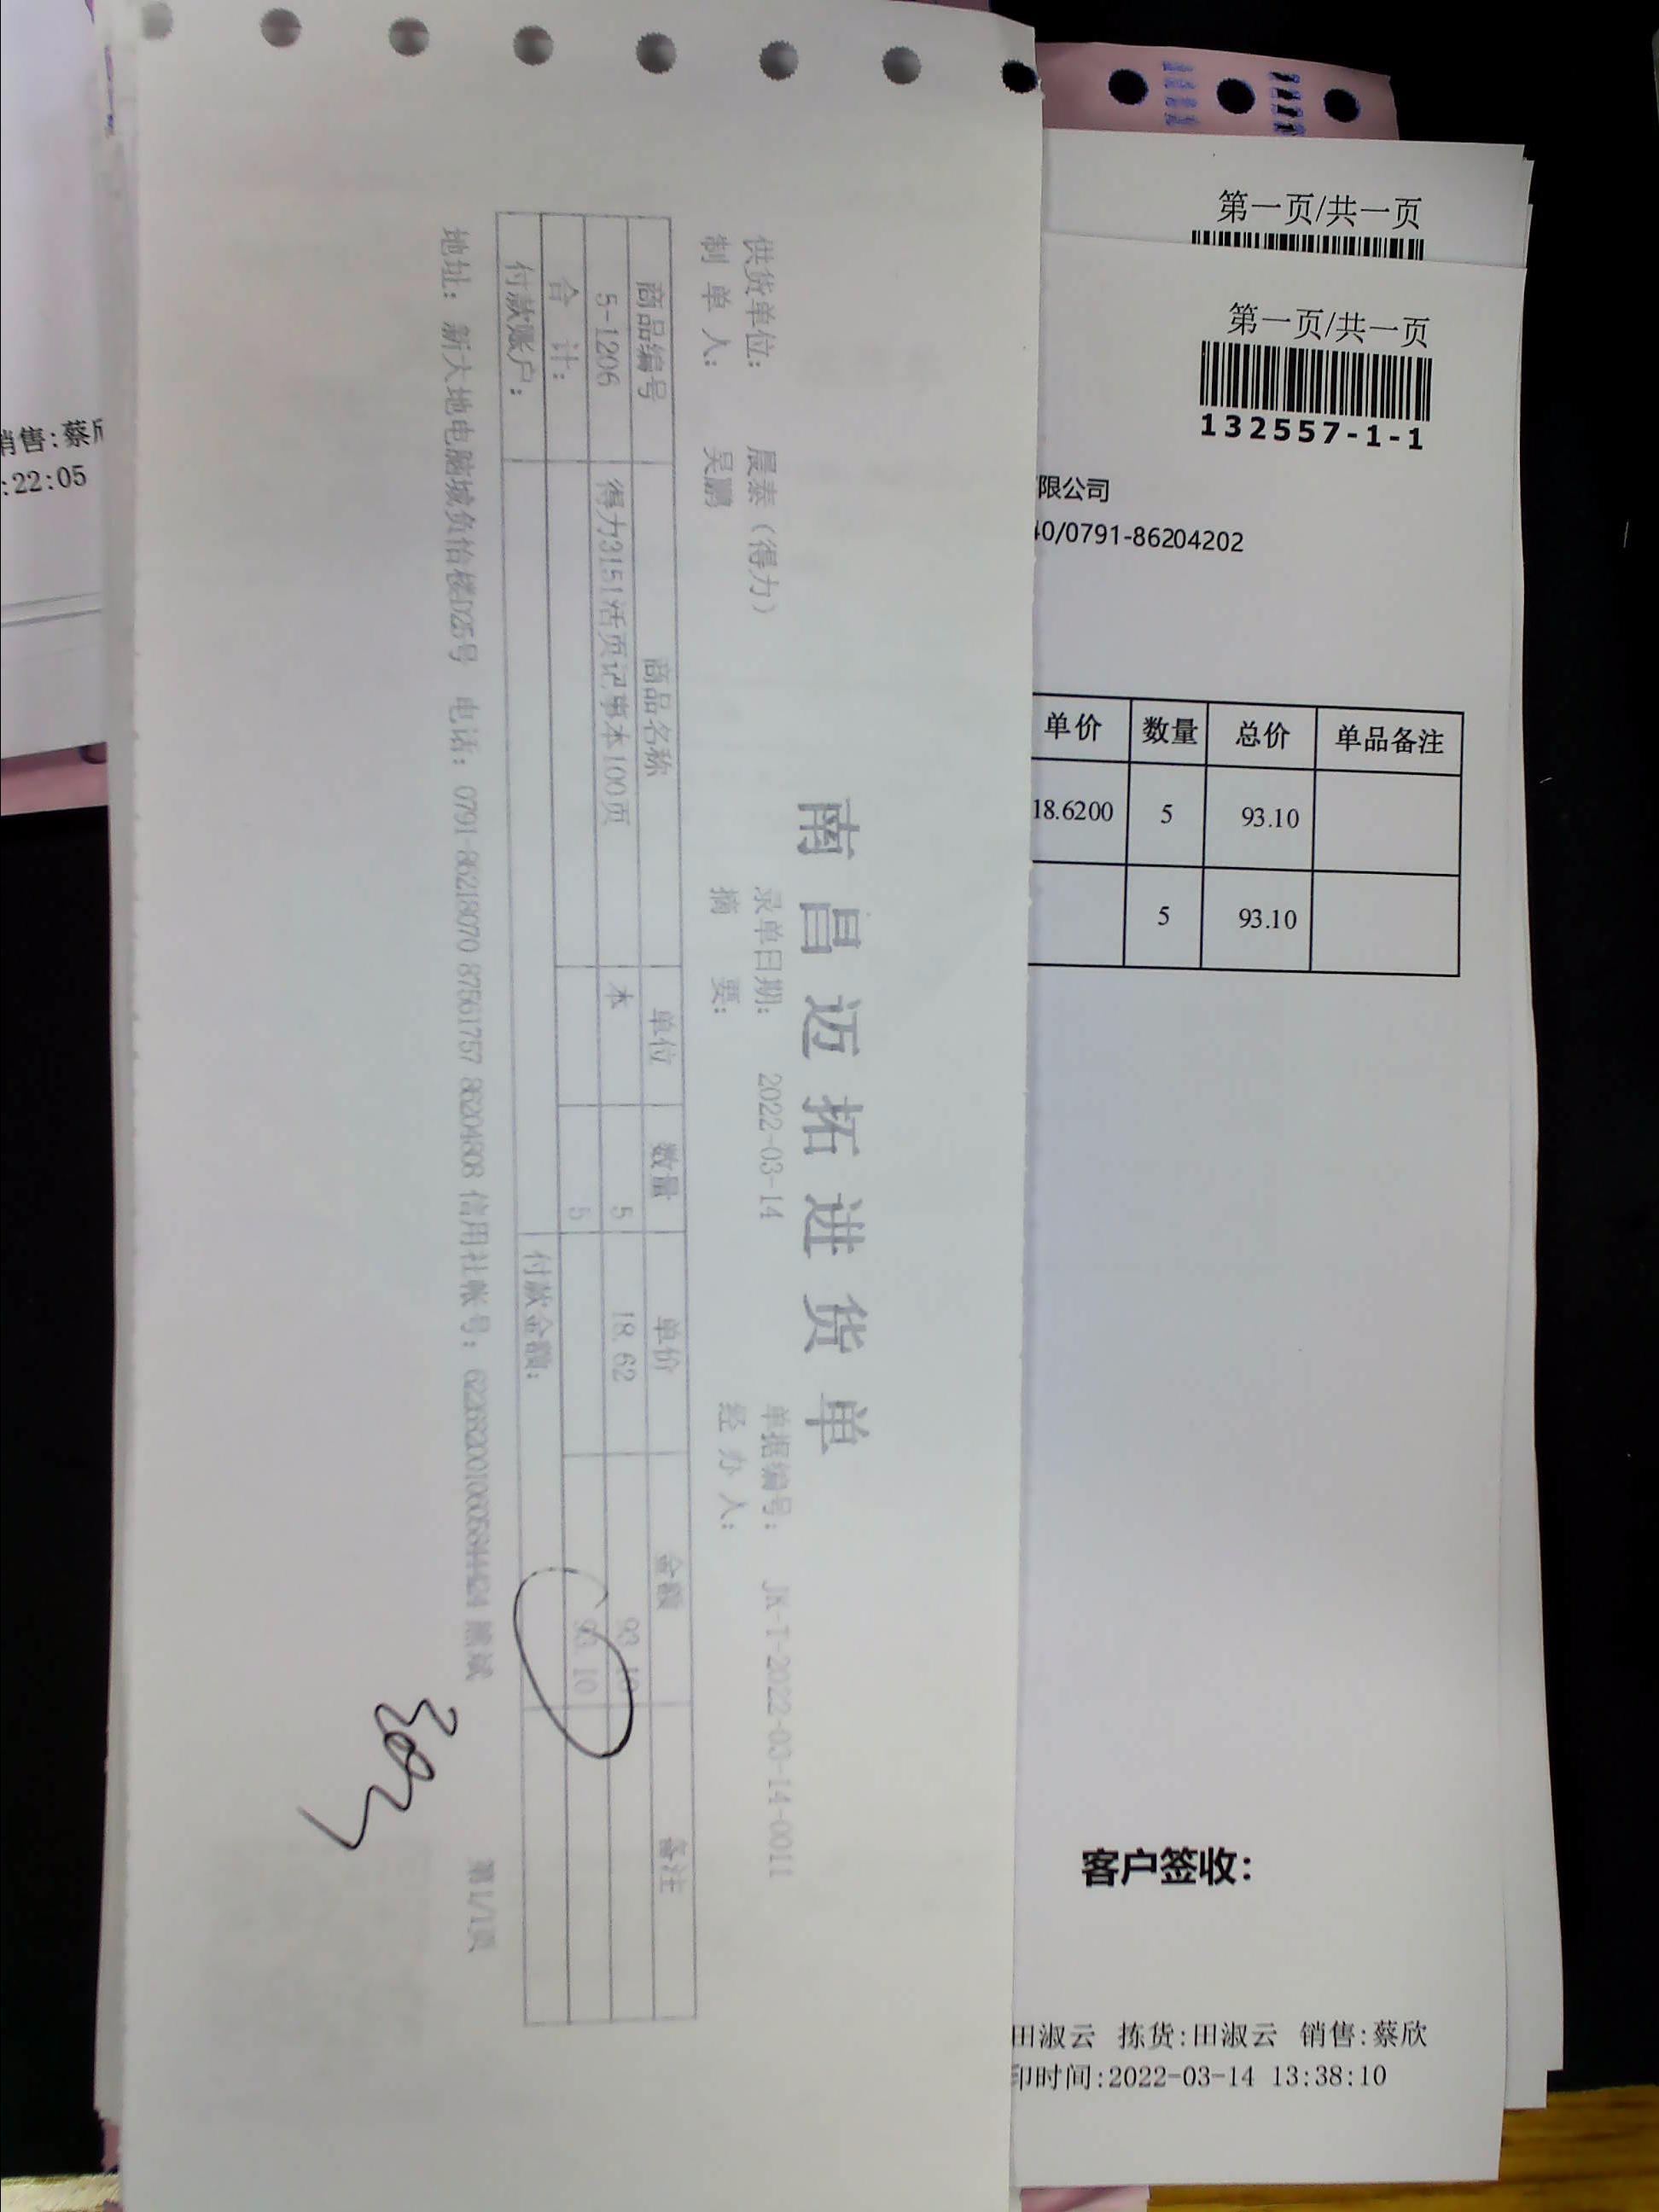 南昌迈拓进货单
供货单位: 晨泰(得力) 录单日期: 2022-03-14 单据编号: JK-T-2022-03-14-0011
制单人: 吴鹏 摘要: 经办人:
商品编号 商品名称 单位 数量 单价 金额 备注
5-1206 得力3151活页记事本100页 本 5 18.62 93.10
合计: 5 93.10
付款账户: 付款金额:
地址: 新大地电脑城负拾楼D25号 电话: 0791-86218070 87561757 86204808 信用社帐号:
第1/1页
第一页/共一页
第一页/共一页
132557-1-1
限公司
40/0791-86204202
单价 数量 总价 单品备注
18.6200 5 93.10
5 93.10
客户签收:
田淑云 拣货:田淑云 销售:蔡欣
印时间:2022-03-14 13:38:10
销售:蔡欣
:22:05